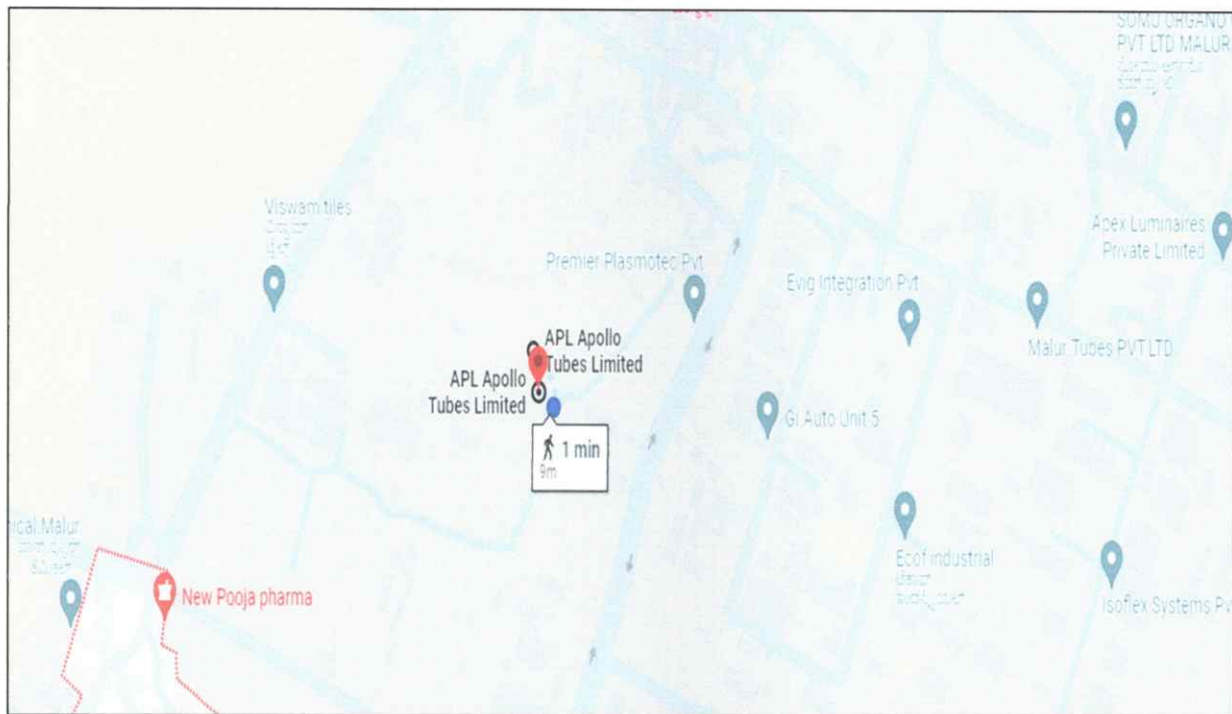 SOMU ORGANO
PVT LTD MALUR
Viswam tiles
Apex Luminaires
Private Limited
Premier Plasmotec Pvt
Evig Integration Pvt
APL Apollo
Tubes Limited
Malur Tubes PVT LTD
APL Apollo
Tubes Limited
GI Auto Unit 5
1 min
9m
nical Malur
Ecof industrial
New Pooja pharma
Isoflex Systems Pv